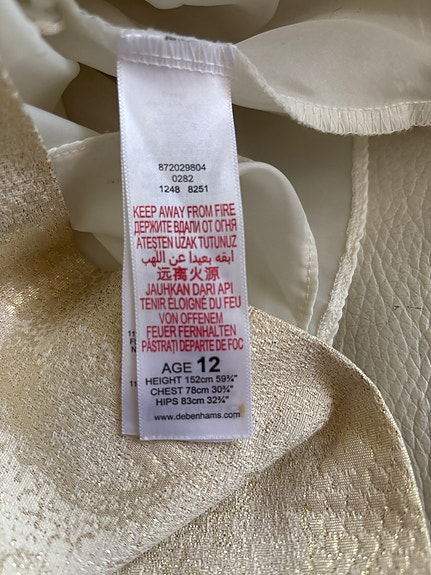 872029804
0282
1248 8251
KEEP AWAY FROM FIRE
ДЕРЖИТЕ ВДАЛИ ОТ ОГНЯ
ATEŞTEN UZAK TUTUNUZ
ابقه بعيدا عن اللهب
远离火源
JAUHKAN DARI API
TENIR ÉLOIGNÉ DU FEU
VON OFFENEM
FEUER FERNHALTEN
PĂSTRAȚI DEPARTE DE FOC
AGE 12
HEIGHT 152cm 59¾"
CHEST 78cm 30¾"
HIPS 83cm 32¾"
www.debenhams.com